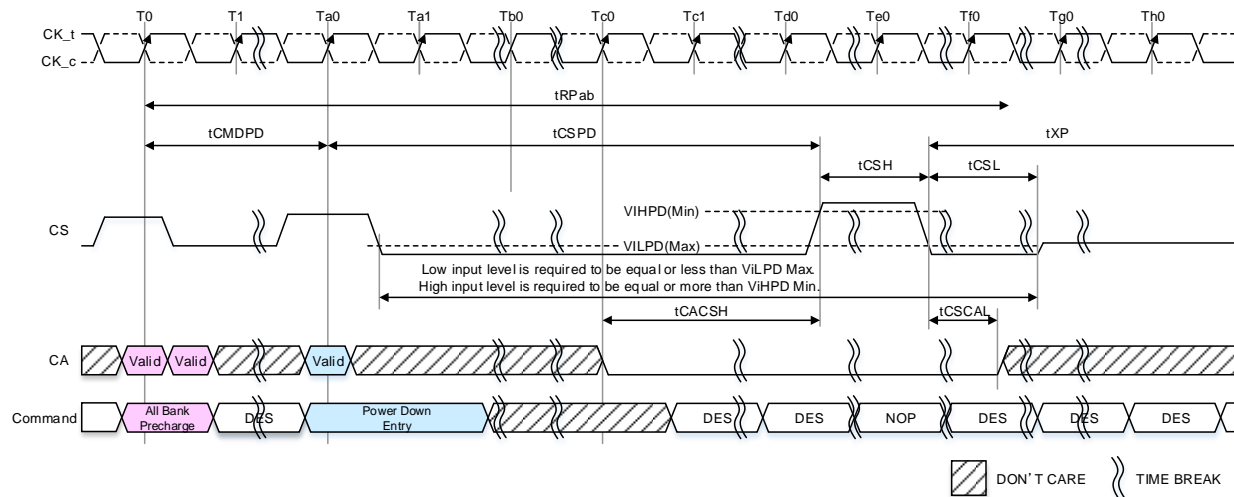 T0 T1 Ta0 Ta1 Tb0 Tc0 Tc1 Td0 Te0 Tf0 Tg0 Th0
CK_t
CK_c
tRPab
tCMDPD tCSPD tXP
tCSH tCSL
VIHPD(Min)
CS
VILPD(Max)
Low input level is required to be equal or less than ViLPD Max.
High input level is required to be equal or more than ViHPD Min.
tCACSH tCSCAL
CA Valid Valid Valid
Command All Bank Precharge DES Power Down Entry DES DES NOP DES DES DES
DON'T CARE TIME BREAK